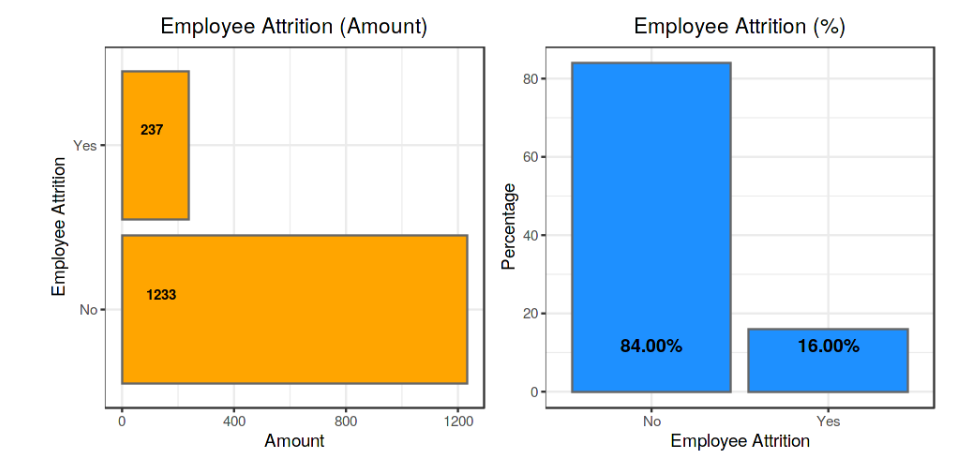 Employee Attrition (Amount)
Employee Attrition
Yes
No
237
1233
0 400 800 1200
Amount
Employee Attrition (%)
Percentage
80
60
40
20
0
84.00% 16.00%
No Yes
Employee Attrition